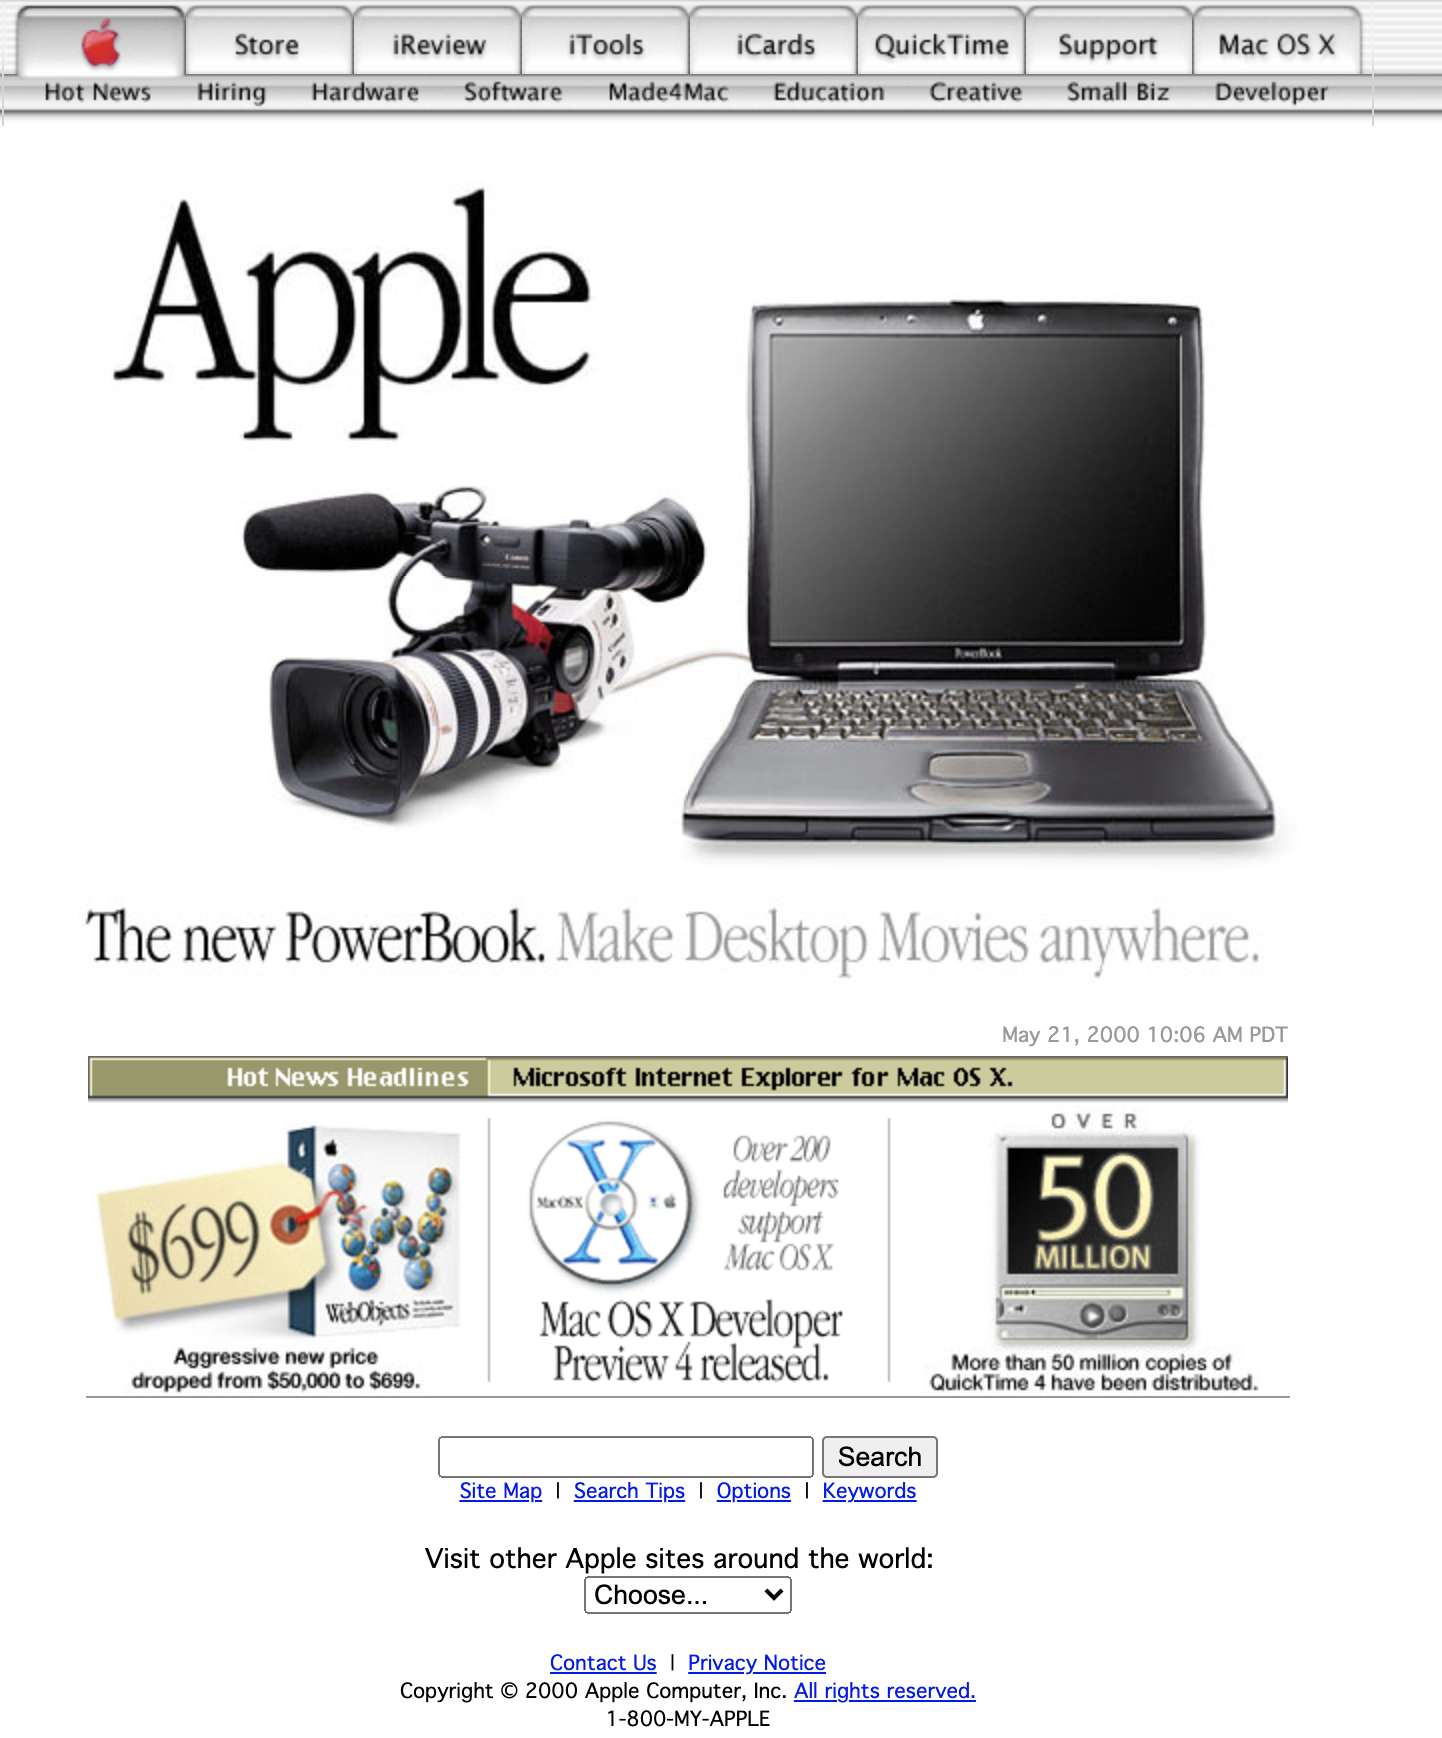 Store iReview iTools iCards QuickTime Support Mac OS X
Hot News Hiring Hardware Software Made4Mac Education Creative Small Biz Developer
Apple
Canon
PowerBook
The new PowerBook. Make Desktop Movies anywhere.
May 21, 2000 10:06 AM PDT
Hot News Headlines Microsoft Internet Explorer for Mac OS X.
$699
WebObjects
Aggressive new price
dropped from $50,000 to $699.
Mac OS X
X
Over 200
developers
support
Mac OS X.
Mac OS X Developer
Preview 4 released.
OVER
50
MILLION
More than 50 million copies of
QuickTime 4 have been distributed.
Search
Site Map | Search Tips | Options | Keywords
Visit other Apple sites around the world:
Choose...
Contact Us | Privacy Notice
Copyright © 2000 Apple Computer, Inc. All rights reserved.
1-800-MY-APPLE